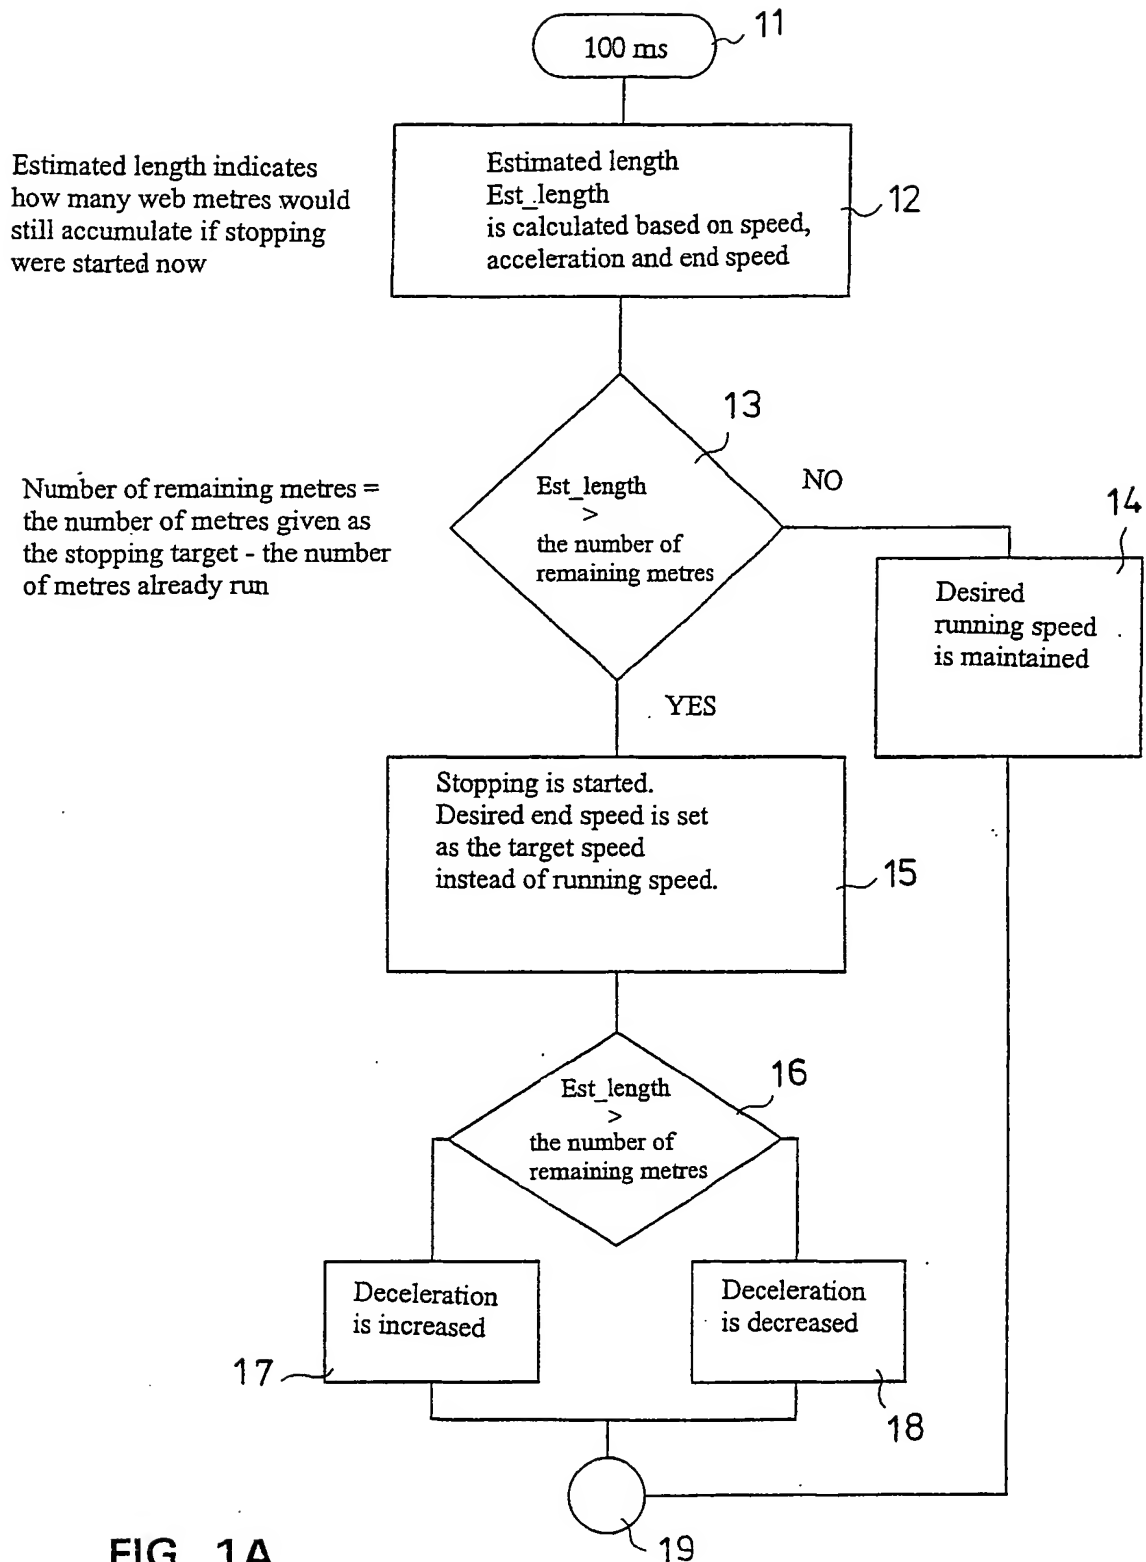 100 ms
11
Estimated length indicates
how many web metres would
still accumulate if stopping
were started now
Estimated length
Est_length
is calculated based on speed,
acceleration and end speed
12
13
Number of remaining metres =
the number of metres given as
the stopping target - the number
of metres already run
Est_length
>
the number of
remaining metres
NO
14
Desired
running speed
is maintained
YES
Stopping is started.
Desired end speed is set
as the target speed
instead of running speed.
15
16
Est_length
>
the number of
remaining metres
Deceleration
is increased
17
Deceleration
is decreased
18
19
FIG. 1A